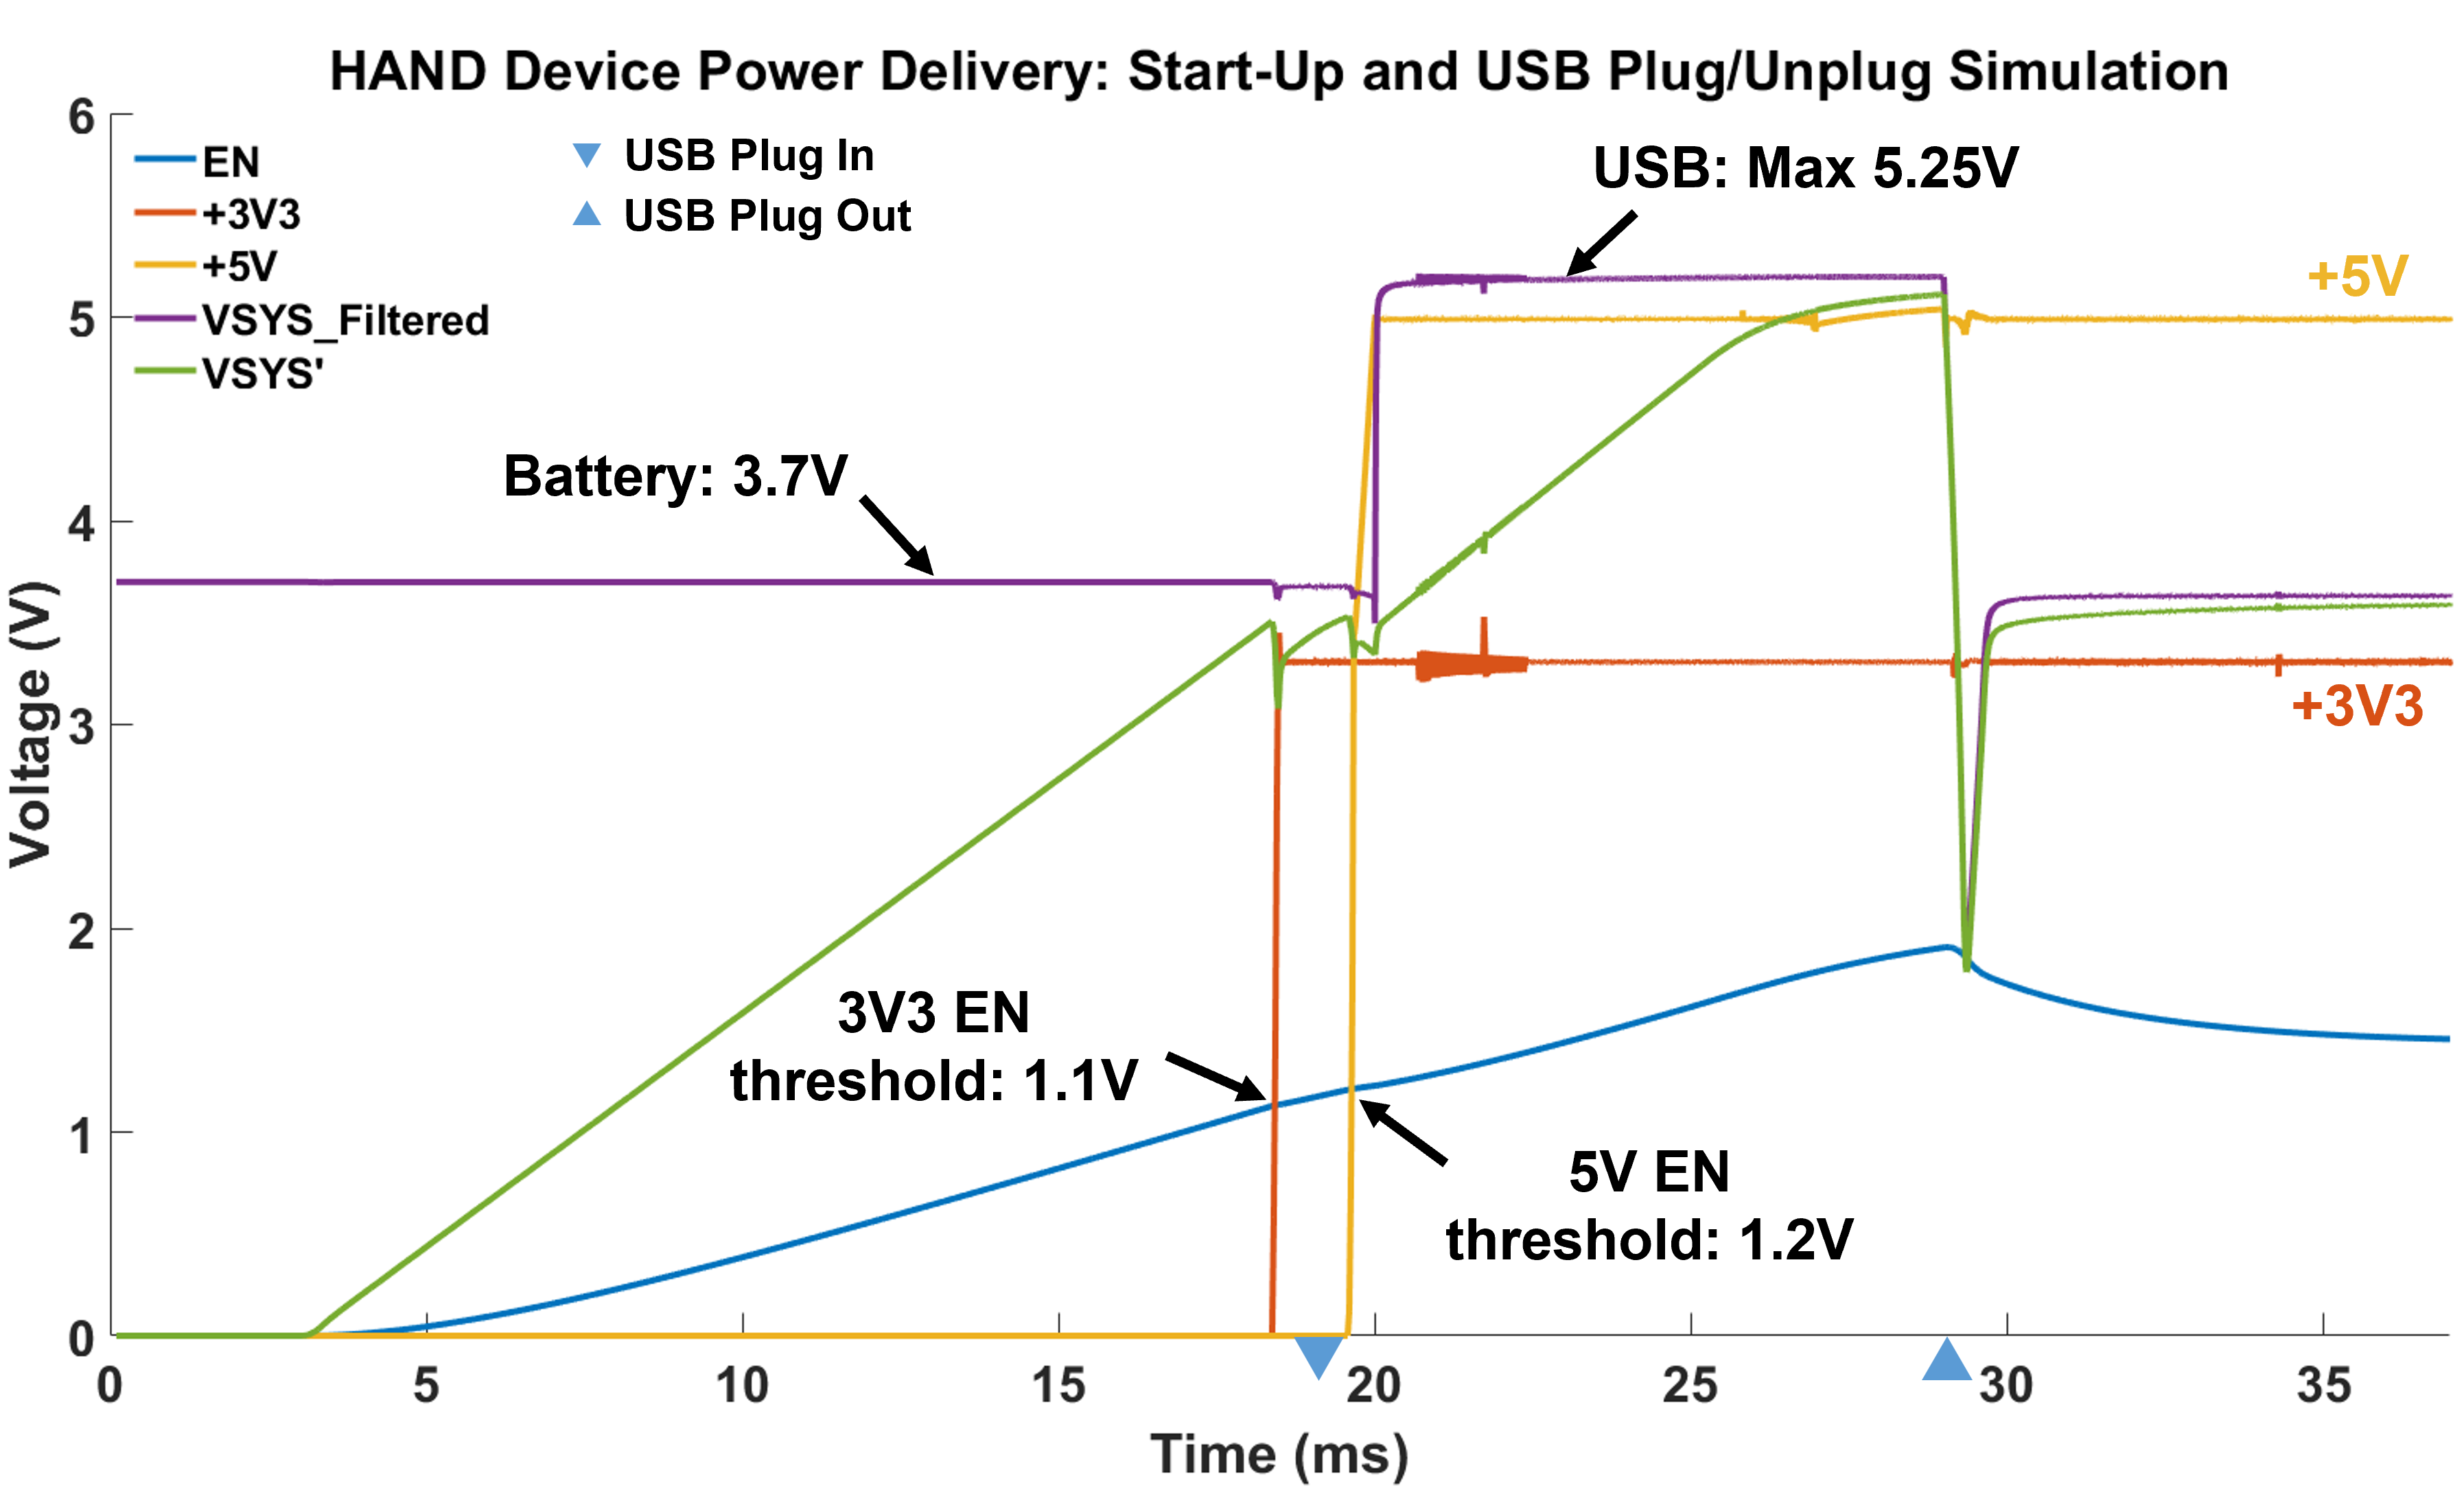 HAND Device Power Delivery: Start-Up and USB Plug/Unplug Simulation
EN
+3V3
+5V
VSYS_Filtered
VSYS'
USB Plug In
USB Plug Out
USB: Max 5.25V
+5V
Battery: 3.7V
+3V3
3V3 EN
threshold: 1.1V
5V EN
threshold: 1.2V
Voltage (V)
6
5
4
3
2
1
0
0 5 10 15 20 25 30 35
Time (ms)